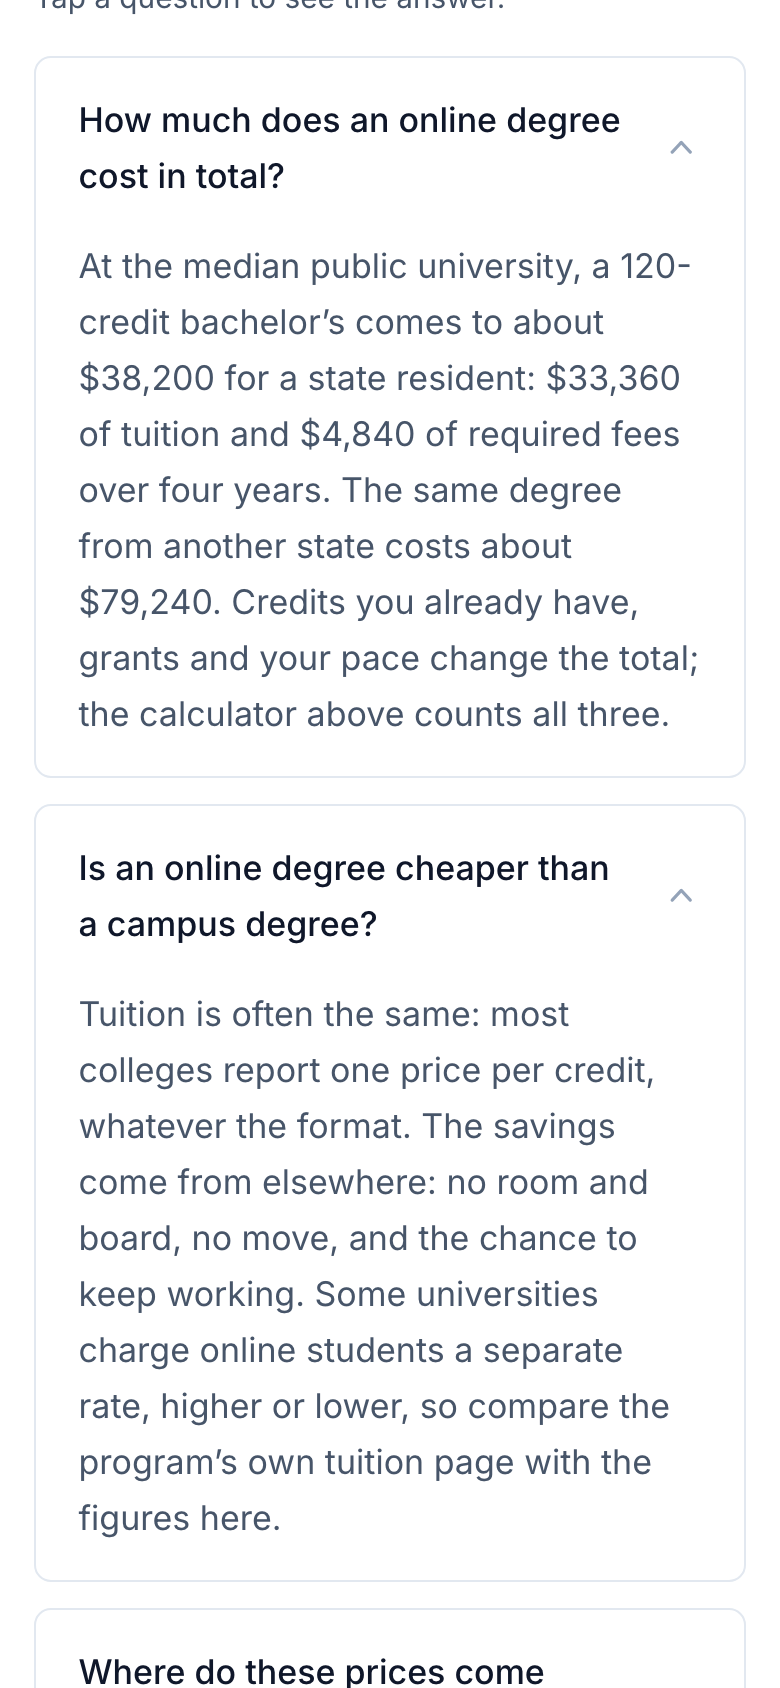 Tap a question to see the answer.
How much does an online degree
cost in total?
At the median public university, a 120-
credit bachelor’s comes to about
$38,200 for a state resident: $33,360
of tuition and $4,840 of required fees
over four years. The same degree
from another state costs about
$79,240. Credits you already have,
grants and your pace change the total;
the calculator above counts all three.
Is an online degree cheaper than
a campus degree?
Tuition is often the same: most
colleges report one price per credit,
whatever the format. The savings
come from elsewhere: no room and
board, no move, and the chance to
keep working. Some universities
charge online students a separate
rate, higher or lower, so compare the
program’s own tuition page with the
figures here.
Where do these prices come